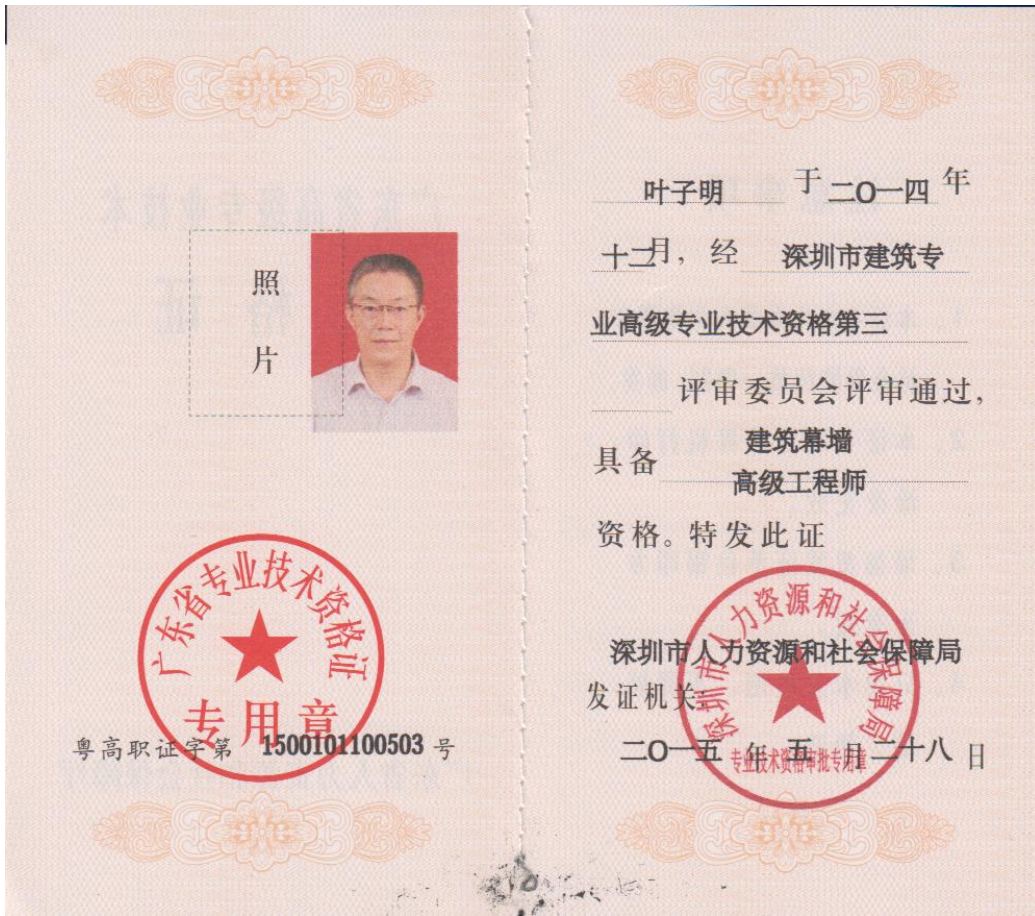 照
片
广东省专业技术资格证
专用章
粤高职证字第 1500101100503 号
叶子明 于 二〇一四 年
十二月，经 深圳市建筑专
业高级专业技术资格第三
评审委员会评审通过，
具备 建筑幕墙
高级工程师
资格。特发此证
深圳市人力资源和社会保障局
深圳市人力资源和社会保障局
发证机关：
二〇一五 年 五 月 二十八 日
专业技术资格审批专用章